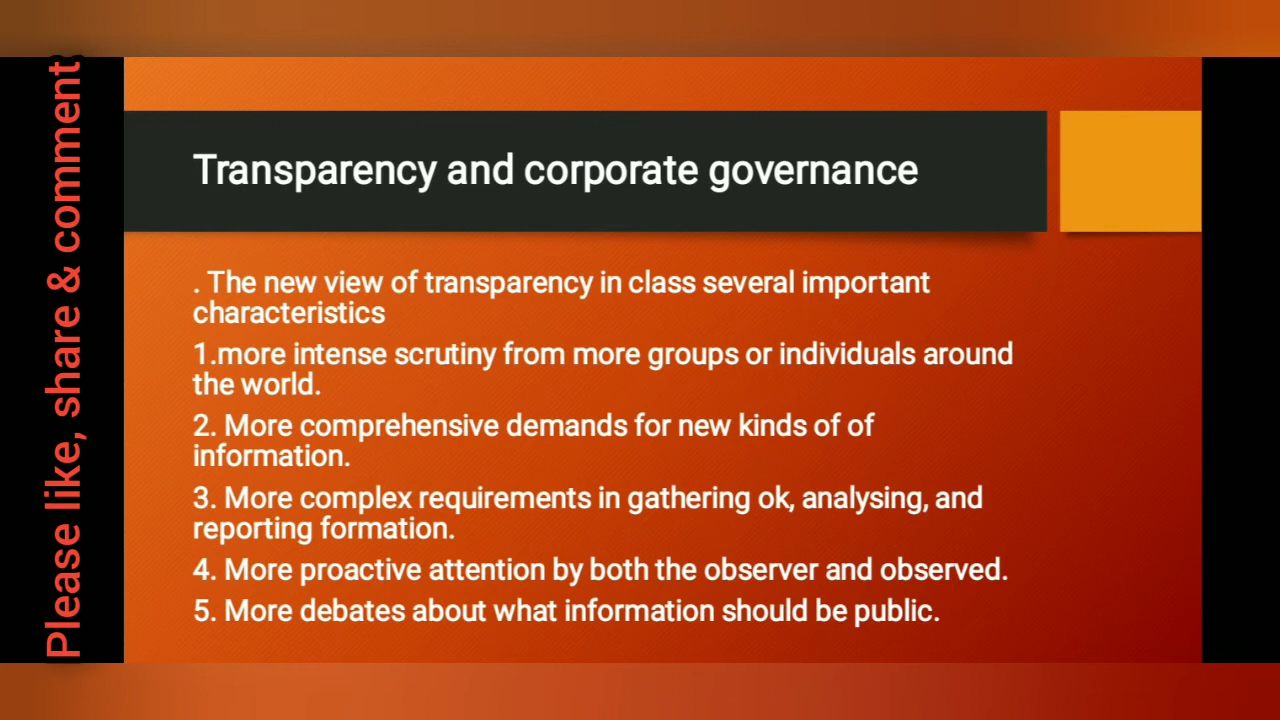 Please like, share & comment
Transparency and corporate governance
. The new view of transparency in class several important
characteristics
1.more intense scrutiny from more groups or individuals around
the world.
2. More comprehensive demands for new kinds of of
information.
3. More complex requirements in gathering ok, analysing, and
reporting formation.
4. More proactive attention by both the observer and observed.
5. More debates about what information should be public.